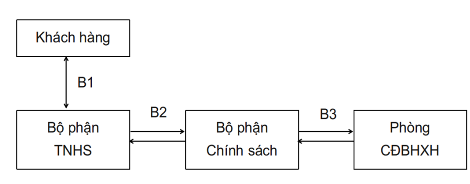 Khách hàng
B1
B2
B3
Bộ phận
TNHS
Bộ phận
Chính sách
Phòng
CĐBHXH